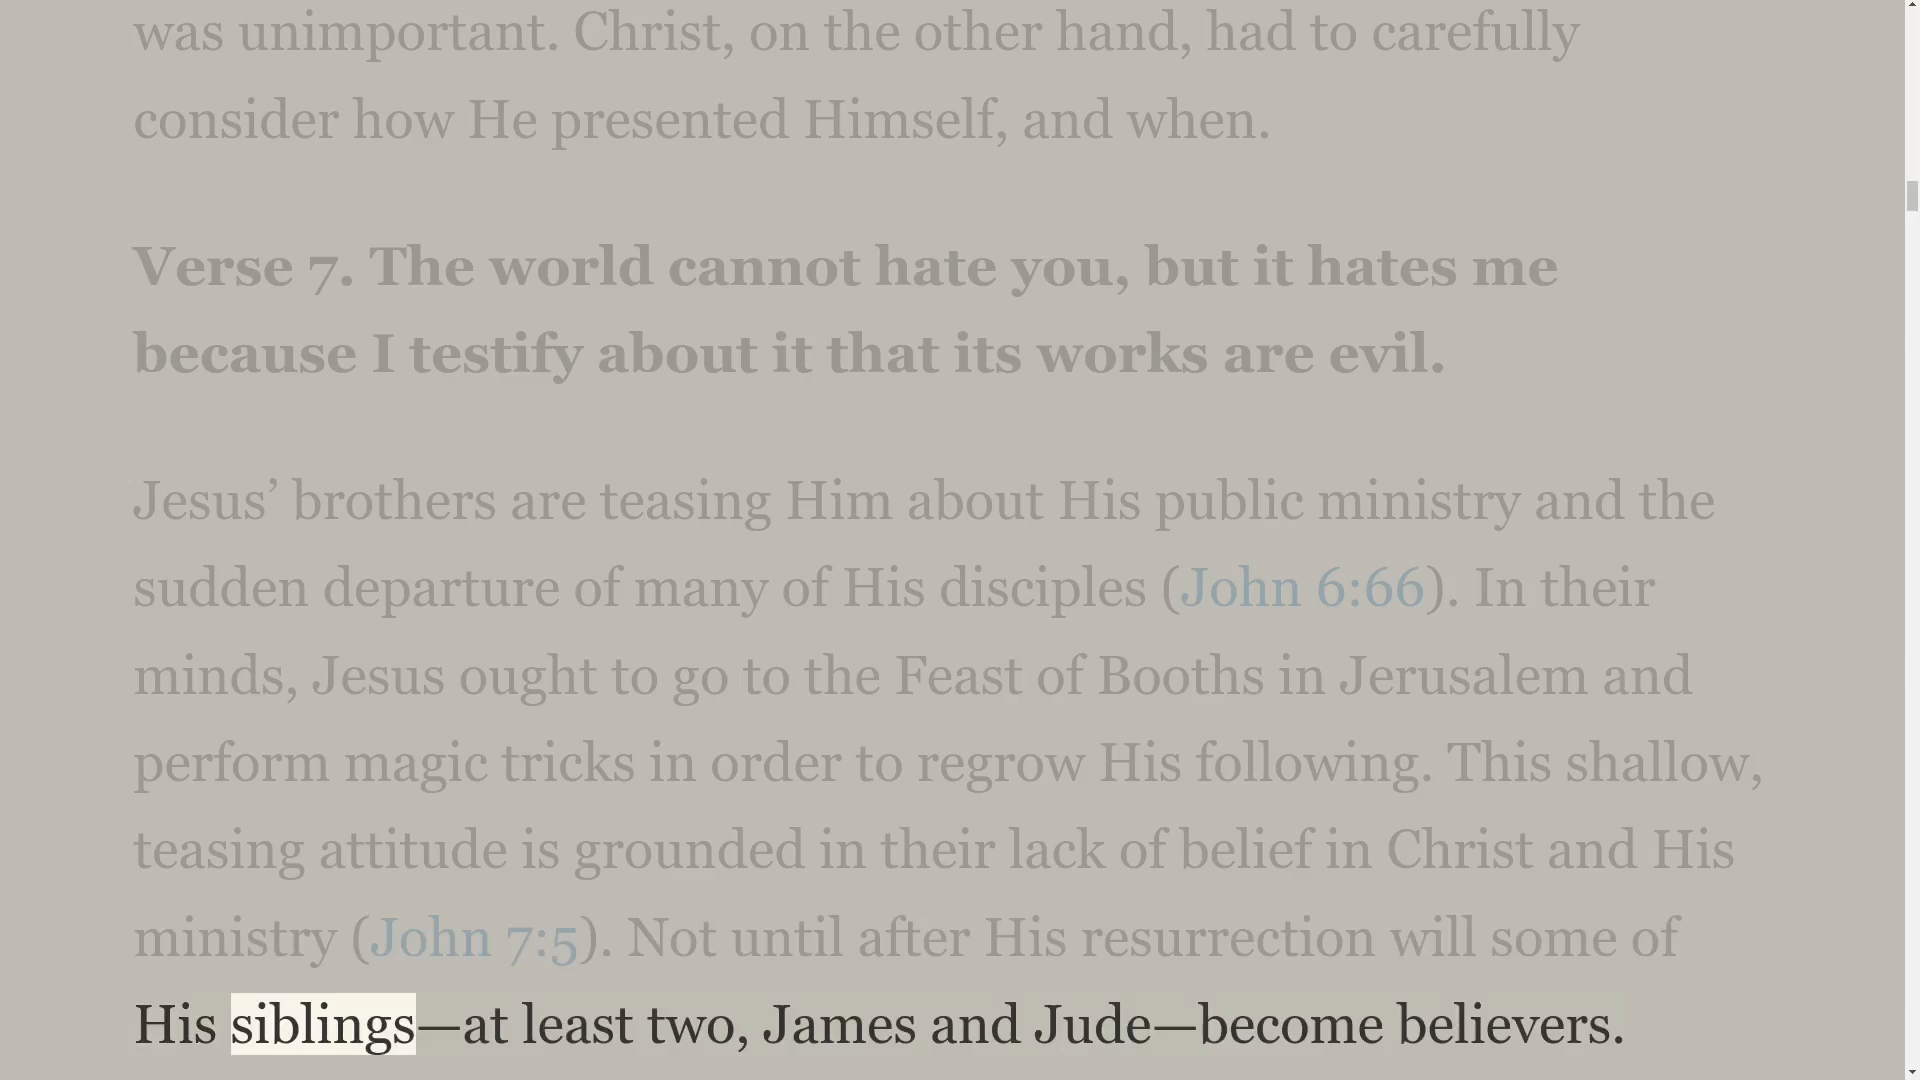 was unimportant. Christ, on the other hand, had to carefully
consider how He presented Himself, and when.
Verse 7. The world cannot hate you, but it hates me
because I testify about it that its works are evil.
Jesus’ brothers are teasing Him about His public ministry and the
sudden departure of many of His disciples (John 6:66). In their
minds, Jesus ought to go to the Feast of Booths in Jerusalem and
perform magic tricks in order to regrow His following. This shallow,
teasing attitude is grounded in their lack of belief in Christ and His
ministry (John 7:5). Not until after His resurrection will some of
His siblings—at least two, James and Jude—become believers.